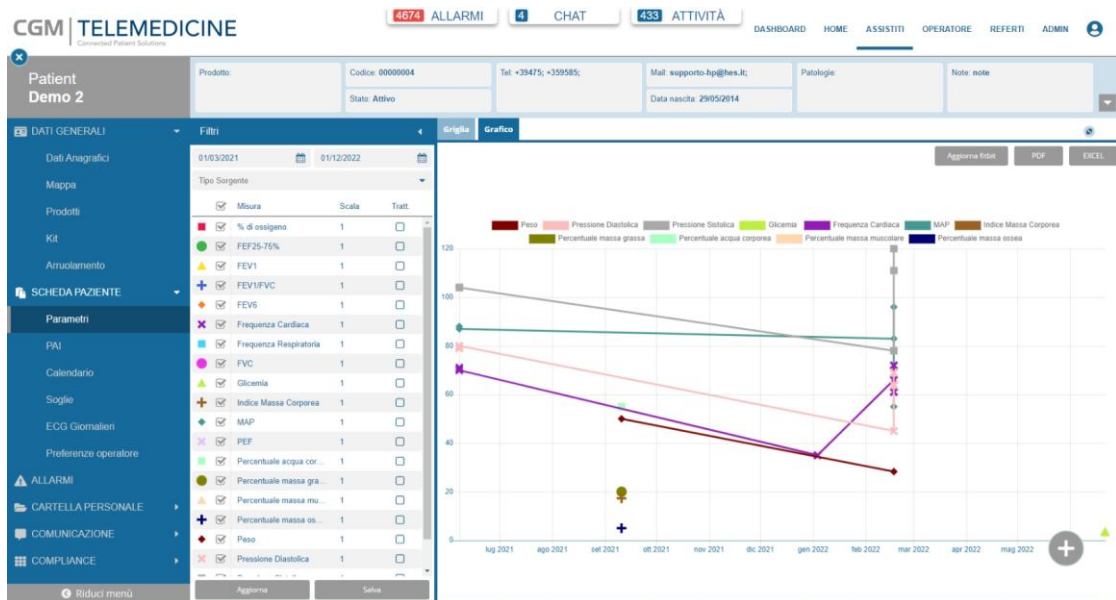 CGM TELEMEDICINE
Connected Patient Solutions
4674 ALLARMI
4 CHAT
433 ATTIVITÀ
DASHBOARD HOME ASSISTITI OPERATORE REFERTI ADMIN
Patient
Demo 2
Prodotto:
Codice: 00000004
Stato: Attivo
Tel: +39475; +359585;
Mail: supporto-hp@hes.it;
Data nascita: 29/05/2014
Patologie:
Note: note
DATI GENERALI
Dati Anagrafici
Mappa
Prodotti
Kit
Arruolamento
SCHEDA PAZIENTE
Parametri
PAI
Calendario
Soglie
ECG Giornalieri
Preferenze operatore
ALLARMI
CARTELLA PERSONALE
COMUNICAZIONE
COMPLIANCE
Riduci menù
Filtri
01/03/2021 01/12/2022
Tipo Sorgente
Misura Scala Tratt.
% di ossigeno 1
FEF25-75% 1
FEV1 1
FEV1/FVC 1
FEV6 1
Frequenza Cardiaca 1
Frequenza Respiratoria 1
FVC 1
Glicemia 1
Indice Massa Corporea 1
MAP 1
PEF 1
Percentuale acqua cor... 1
Percentuale massa gra... 1
Percentuale massa mu... 1
Percentuale massa os... 1
Peso 1
Pressione Diastolica 1
Aggiorna Salva
Griglia Grafico
Aggiorna fitbit PDF EXCEL
Peso Pressione Diastolica Pressione Sistolica Glicemia Frequenza Cardiaca MAP Indice Massa Corporea
Percentuale massa grassa Percentuale acqua corporea Percentuale massa muscolare Percentuale massa ossea
120
100
80
60
40
20
0
lug 2021 ago 2021 set 2021 ott 2021 nov 2021 dic 2021 gen 2022 feb 2022 mar 2022 apr 2022 mag 2022